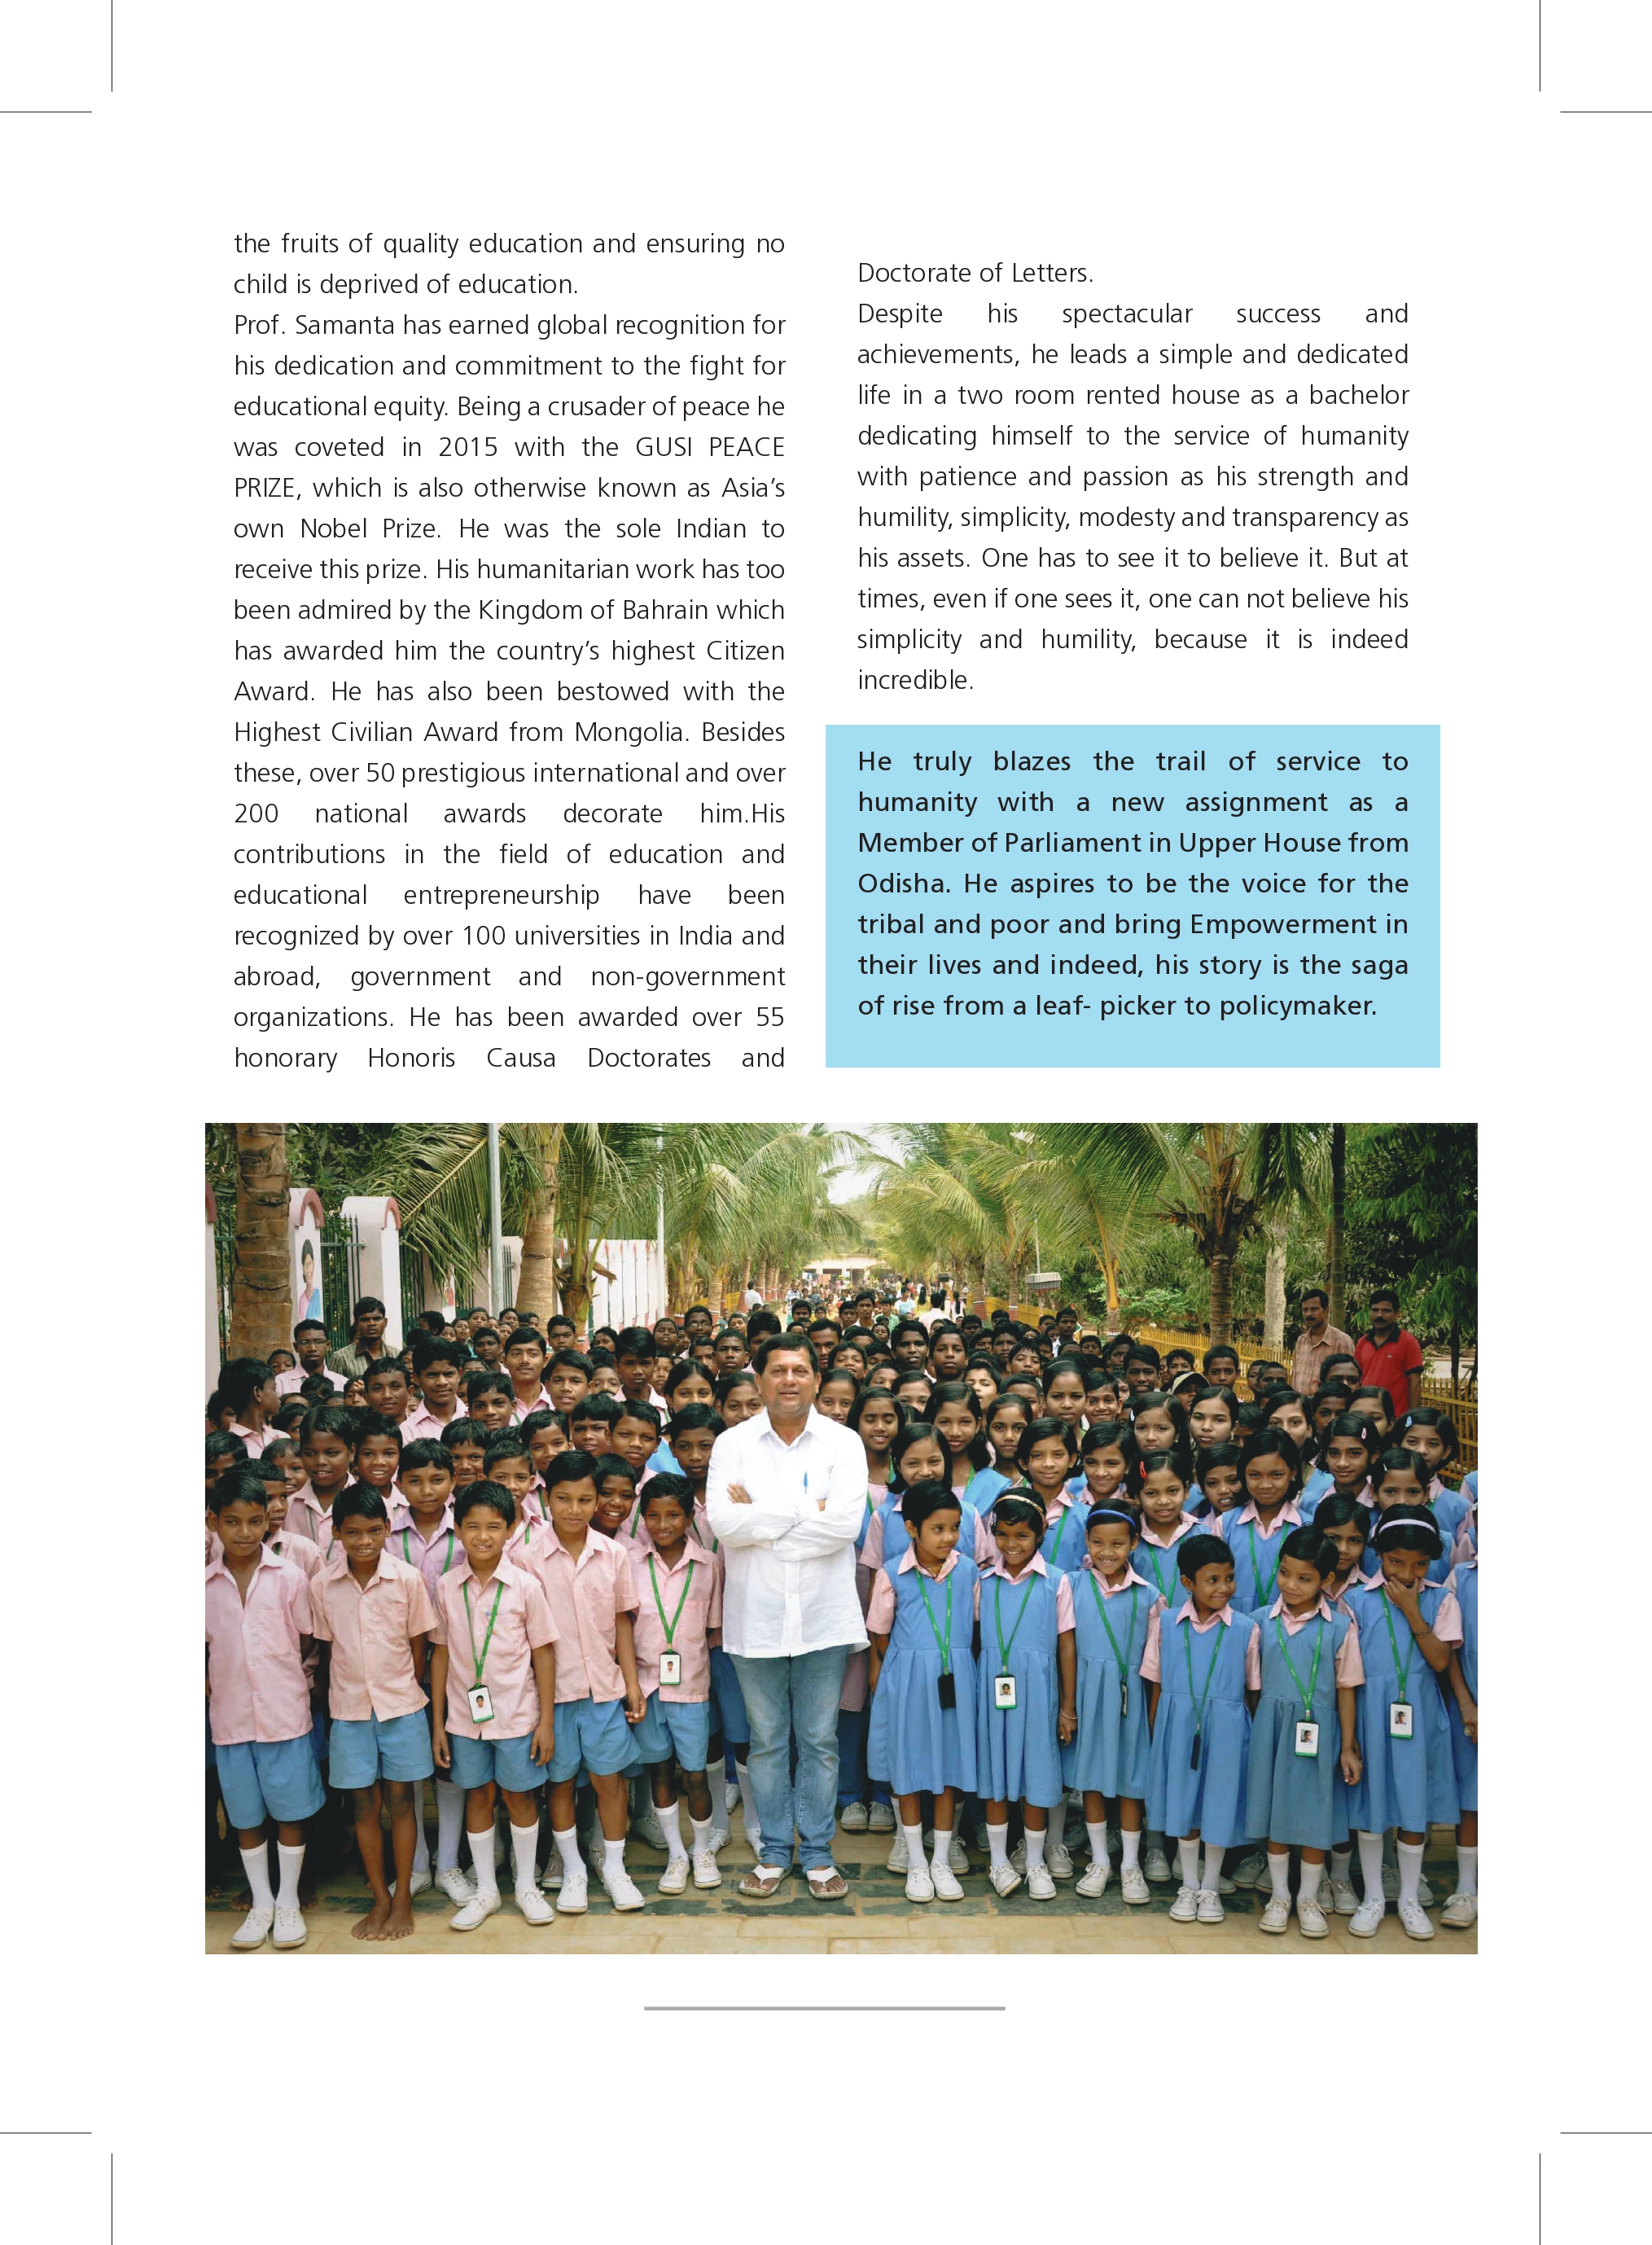 the fruits of quality education and ensuring no
child is deprived of education.
Prof. Samanta has earned global recognition for
his dedication and commitment to the fight for
educational equity. Being a crusader of peace he
was coveted in 2015 with the GUSI PEACE
PRIZE, which is also otherwise known as Asia’s
own Nobel Prize. He was the sole Indian to
receive this prize. His humanitarian work has too
been admired by the Kingdom of Bahrain which
has awarded him the country’s highest Citizen
Award. He has also been bestowed with the
Highest Civilian Award from Mongolia. Besides
these, over 50 prestigious international and over
200 national awards decorate him.His
contributions in the field of education and
educational entrepreneurship have been
recognized by over 100 universities in India and
abroad, government and non-government
organizations. He has been awarded over 55
honorary Honoris Causa Doctorates and
Doctorate of Letters.
Despite his spectacular success and
achievements, he leads a simple and dedicated
life in a two room rented house as a bachelor
dedicating himself to the service of humanity
with patience and passion as his strength and
humility, simplicity, modesty and transparency as
his assets. One has to see it to believe it. But at
times, even if one sees it, one can not believe his
simplicity and humility, because it is indeed
incredible.
He truly blazes the trail of service to
humanity with a new assignment as a
Member of Parliament in Upper House from
Odisha. He aspires to be the voice for the
tribal and poor and bring Empowerment in
their lives and indeed, his story is the saga
of rise from a leaf- picker to policymaker.